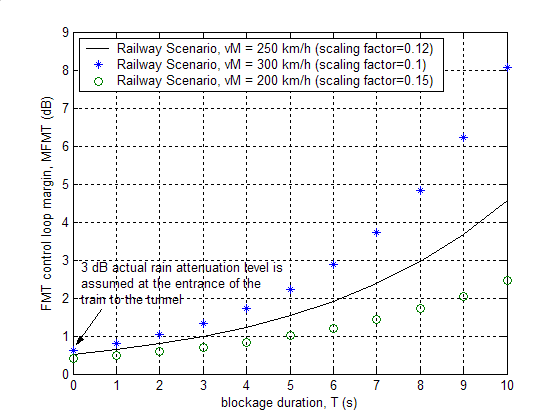 Railway Scenario, vM = 250 km/h (scaling factor=0.12)
Railway Scenario, vM = 300 km/h (scaling factor=0.1)
Railway Scenario, vM = 200 km/h (scaling factor=0.15)
FMT control loop margin, MFMT (dB)
9
8
7
6
5
4
3
2
1
0
3 dB actual rain attenuation level is
assumed at the entrance of the
train to the tunnel
0 1 2 3 4 5 6 7 8 9 10
blockage duration, T (s)